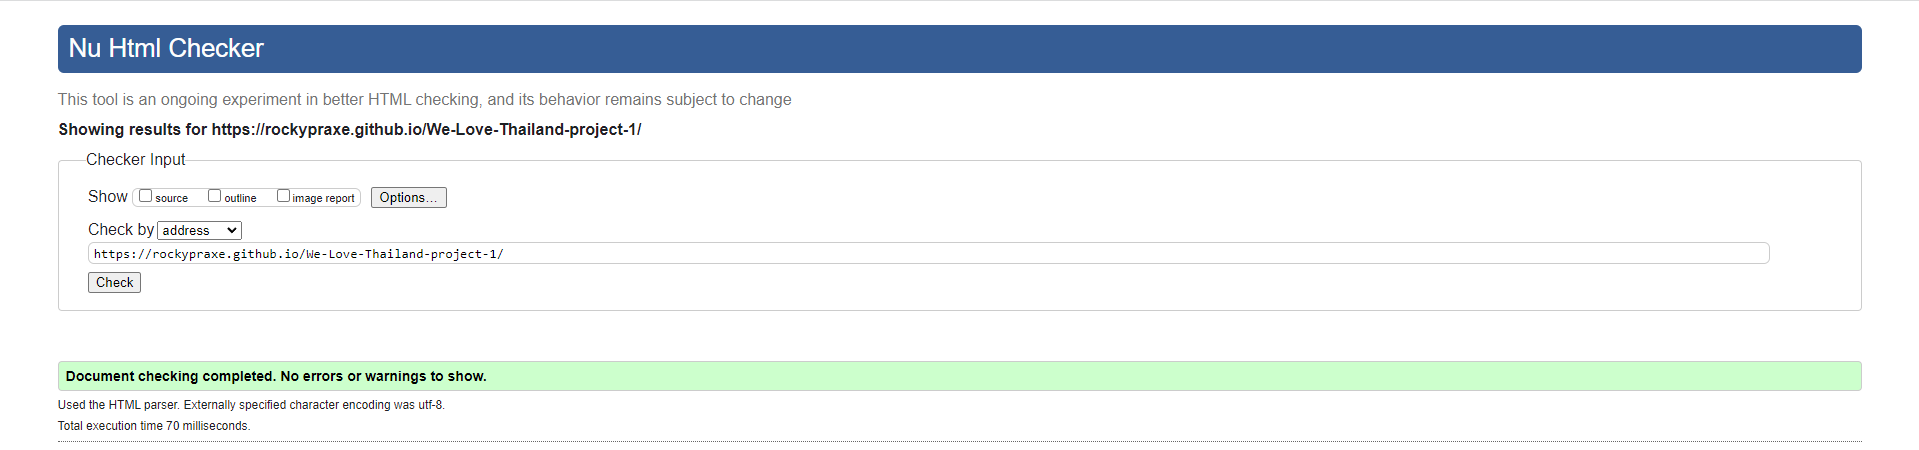 Nu Html Checker
This tool is an ongoing experiment in better HTML checking, and its behavior remains subject to change
Showing results for https://rockypraxe.github.io/We-Love-Thailand-project-1/
Checker Input
Show source outline image report Options...
Check by address
https://rockypraxe.github.io/We-Love-Thailand-project-1/
Check
Document checking completed. No errors or warnings to show.
Used the HTML parser. Externally specified character encoding was utf-8.
Total execution time 70 milliseconds.